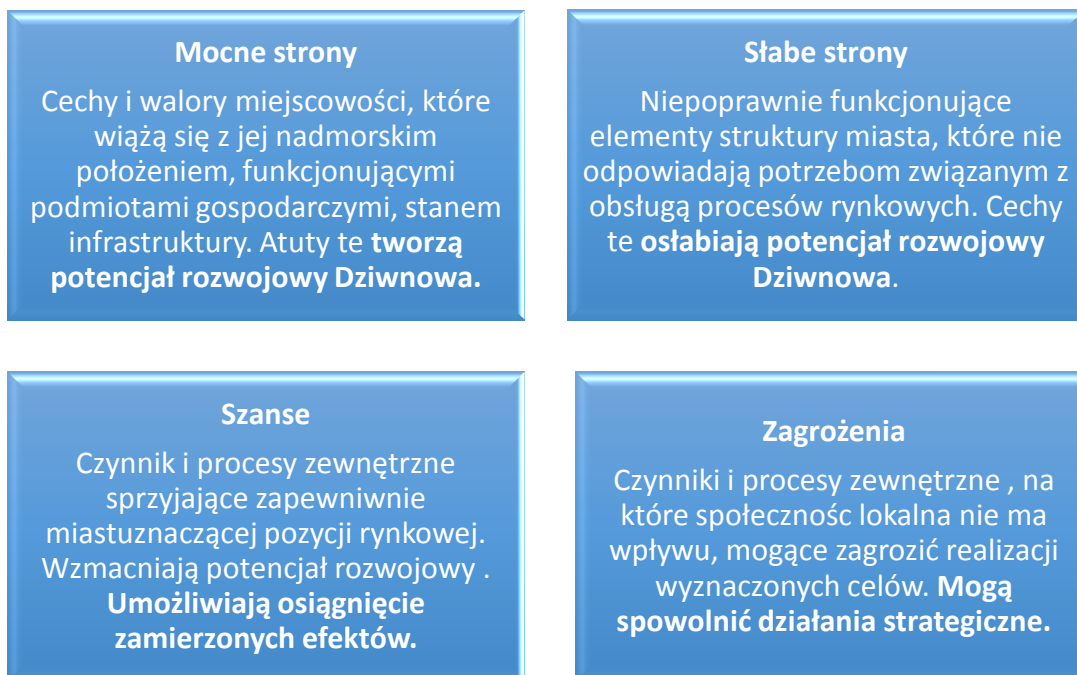 Mocne strony
Cechy i walory miejscowości, które
wiążą się z jej nadmorskim
położeniem, funkcjonującymi
podmiotami gospodarczymi, stanem
infrastruktury. Atuty te tworzą
potencjał rozwojowy Dziwnowa.
Słabe strony
Niepoprawnie funkcjonujące
elementy struktury miasta, które nie
odpowiadają potrzebom związanym z
obsługą procesów rynkowych. Cechy
te osłabiają potencjał rozwojowy
Dziwnowa.
Szanse
Czynnik i procesy zewnętrzne
sprzyjające zapewniwnie
miastuznaczącej pozycji rynkowej.
Wzmacniają potencjał rozwojowy .
Umożliwiają osiągnięcie
zamierzonych efektów.
Zagrożenia
Czynniki i procesy zewnętrzne , na
które społecznośc lokalna nie ma
wpływu, mogące zagrozić realizacji
wyznaczonych celów. Mogą
spowolnić działania strategiczne.